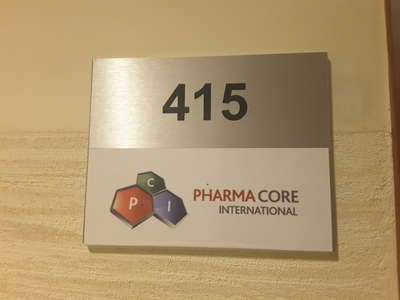 415
C
P I
PHARMA CORE
INTERNATIONAL